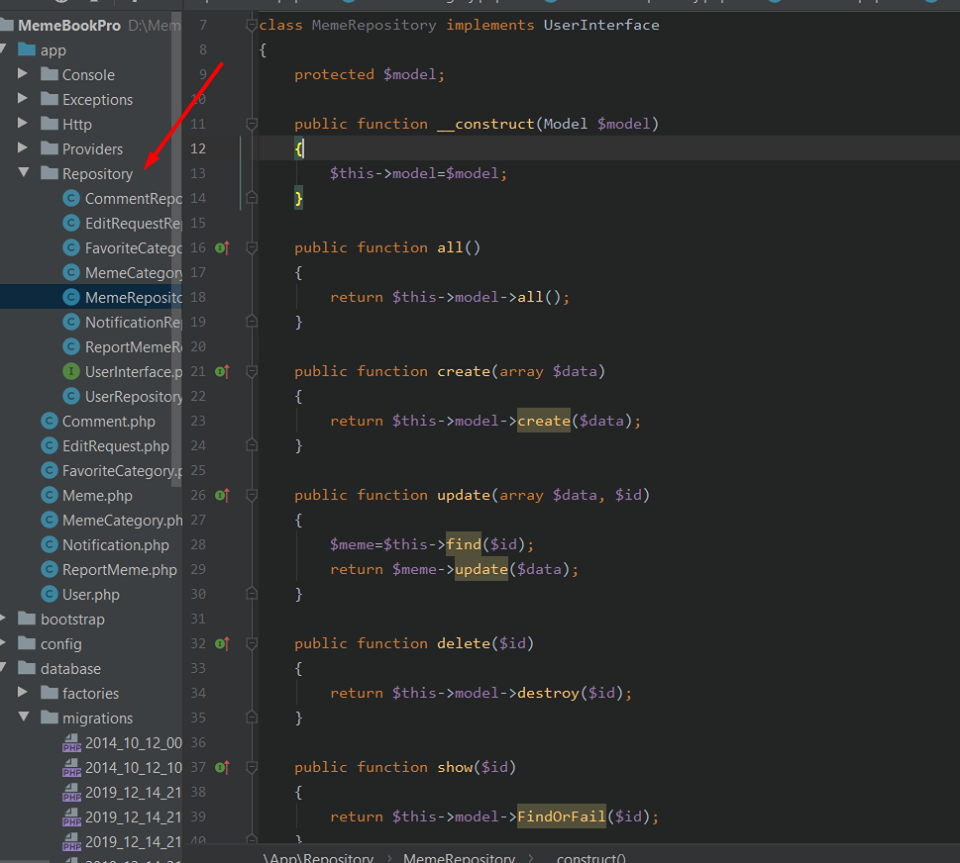 MemeBookPro D:\Mem
app
Console
Exceptions
Http
Providers
Repository
CommentRepo
EditRequestRe
FavoriteCatego
MemeCategory
MemeReposito
NotificationRe
ReportMemeR
UserInterface.p
UserRepository
Comment.php
EditRequest.php
FavoriteCategory.p
Meme.php
MemeCategory.ph
Notification.php
ReportMeme.php
User.php
bootstrap
config
database
factories
migrations
2014_10_12_00
2014_10_12_10
2019_12_14_21
2019_12_14_21
2019_12_14_21
7 class MemeRepository implements UserInterface
8 {
9 protected $model;
10
11 public function __construct(Model $model)
12 {
13 $this->model=$model;
14 }
15
16 public function all()
17 {
18 return $this->model->all();
19 }
20
21 public function create(array $data)
22 {
23 return $this->model->create($data);
24 }
25
26 public function update(array $data, $id)
27 {
28 $meme=$this->find($id);
29 return $meme->update($data);
30 }
31
32 public function delete($id)
33 {
34 return $this->model->destroy($id);
35 }
36
37 public function show($id)
38 {
39 return $this->model->FindOrFail($id);
40 }
\App\Repository › MemeRepository › __construct()